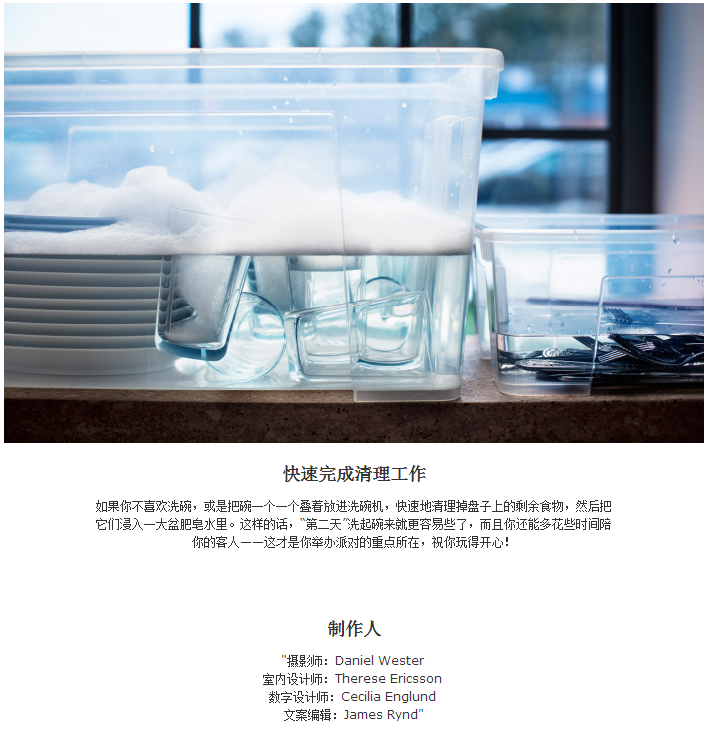 快速完成清理工作
如果你不喜欢洗碗，或是把碗一个一个叠着放进洗碗机，快速地清理掉盘子上的剩余食物，然后把
它们浸入一大盆肥皂水里。这样的话，"第二天"洗起碗来就更容易些了，而且你还能多花些时间陪
你的客人——这才是你举办派对的重点所在，祝你玩得开心！
制作人
"摄影师：Daniel Wester
室内设计师：Therese Ericsson
数字设计师：Cecilia Englund
文案编辑：James Rynd"